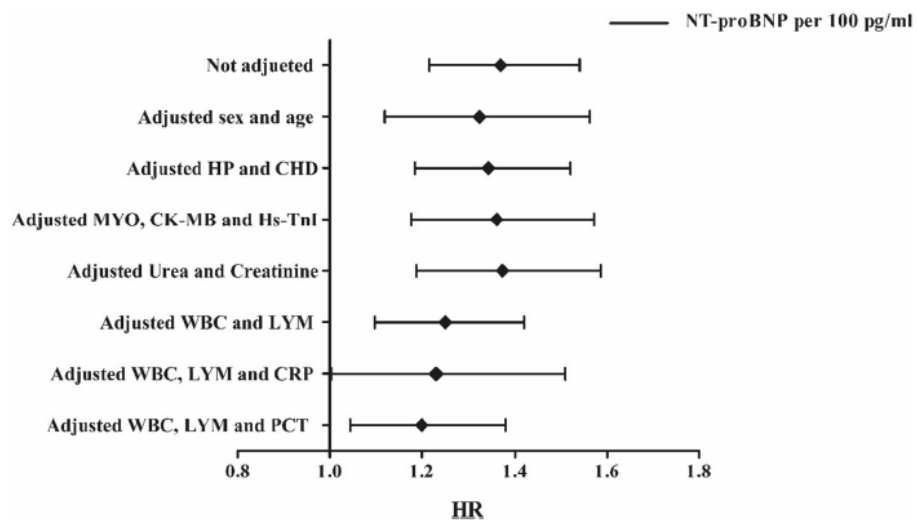 NT-proBNP per 100 pg/ml
Not adjueted
Adjusted sex and age
Adjusted HP and CHD
Adjusted MYO, CK-MB and Hs-TnI
Adjusted Urea and Creatinine
Adjusted WBC and LYM
Adjusted WBC, LYM and CRP
Adjusted WBC, LYM and PCT
0.8 1.0 1.2 1.4 1.6 1.8
HR